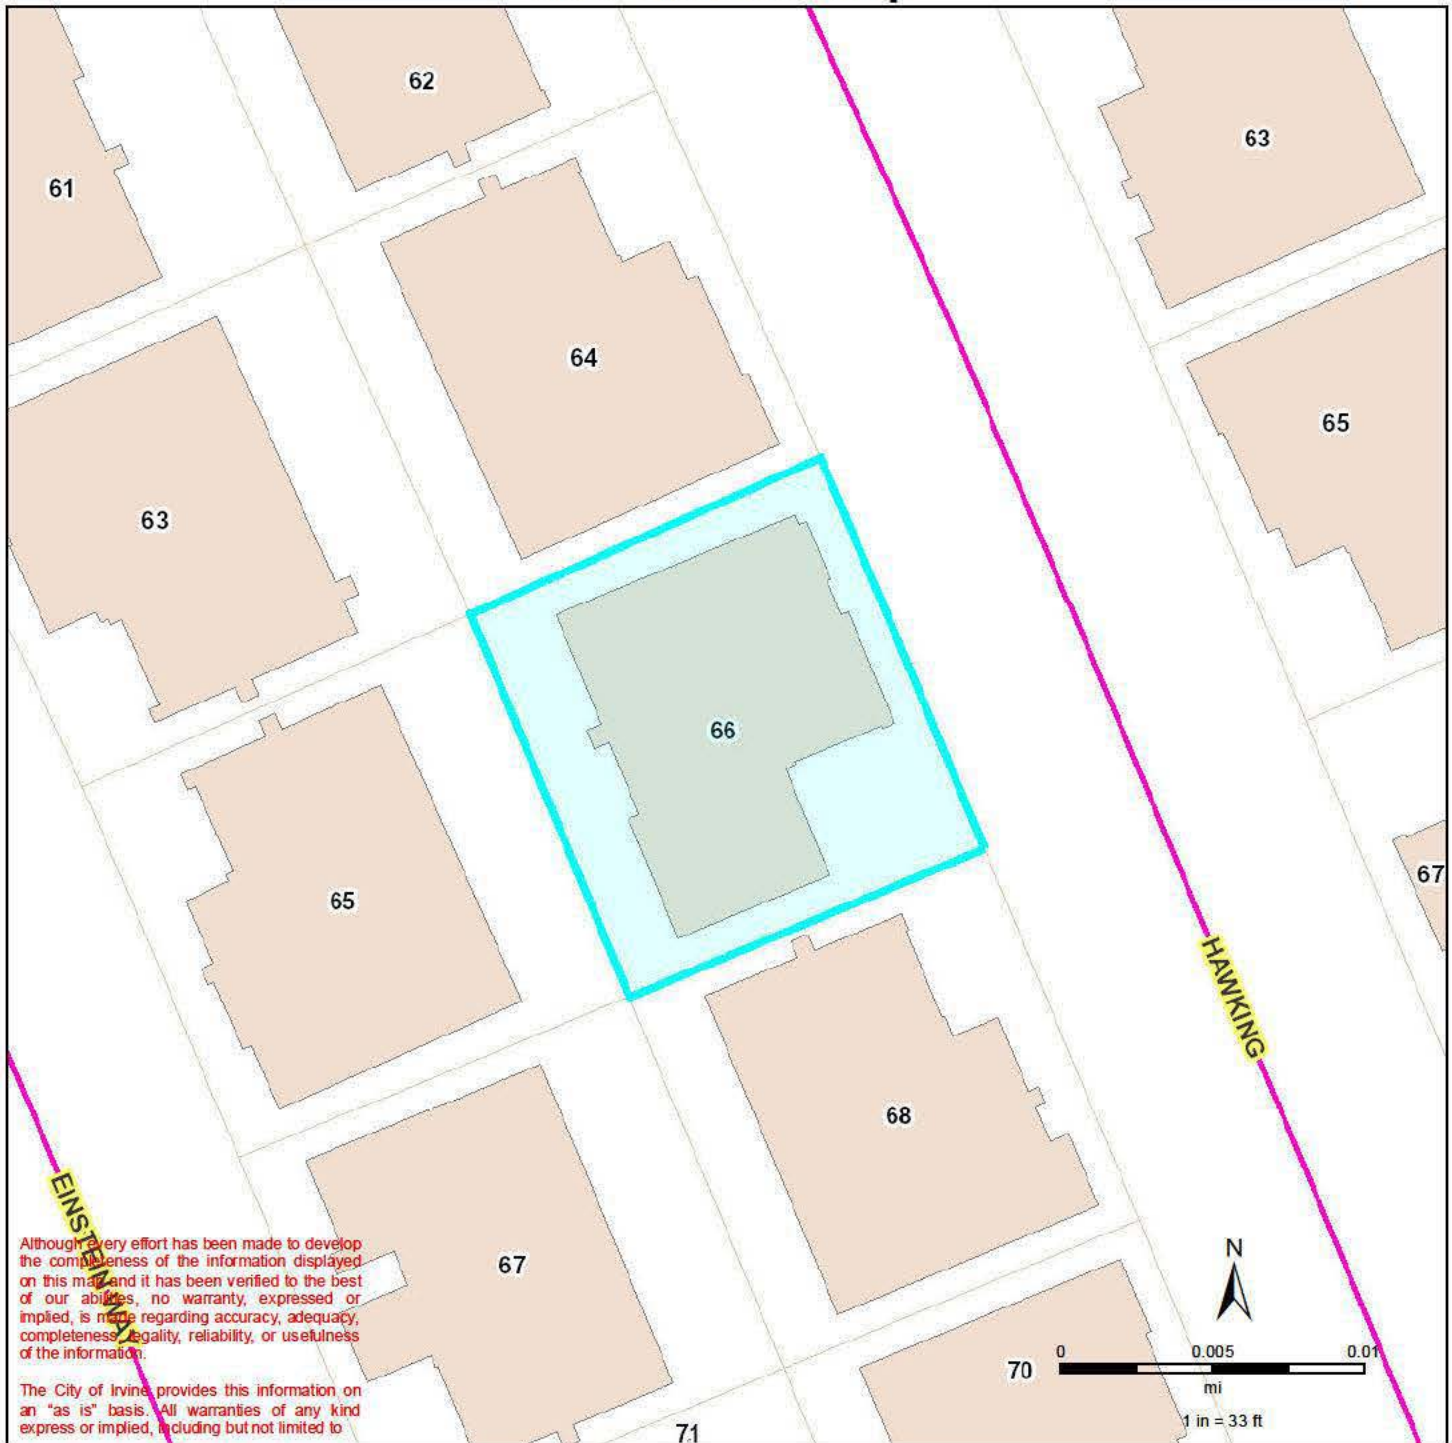 62
63
61
64
65
63
66
65
67
HAWKING
68
EINSTEIN WAY
67
Although every effort has been made to develop
the completeness of the information displayed
on this map and it has been verified to the best
of our abilities, no warranty, expressed or
implied, is made regarding accuracy, adequacy,
completeness, legality, reliability, or usefulness
of the information.
The City of Irvine provides this information on
an "as is" basis. All warranties of any kind
express or implied, including but not limited to
N
0 0.005 0.01
mi
1 in = 33 ft
70
71